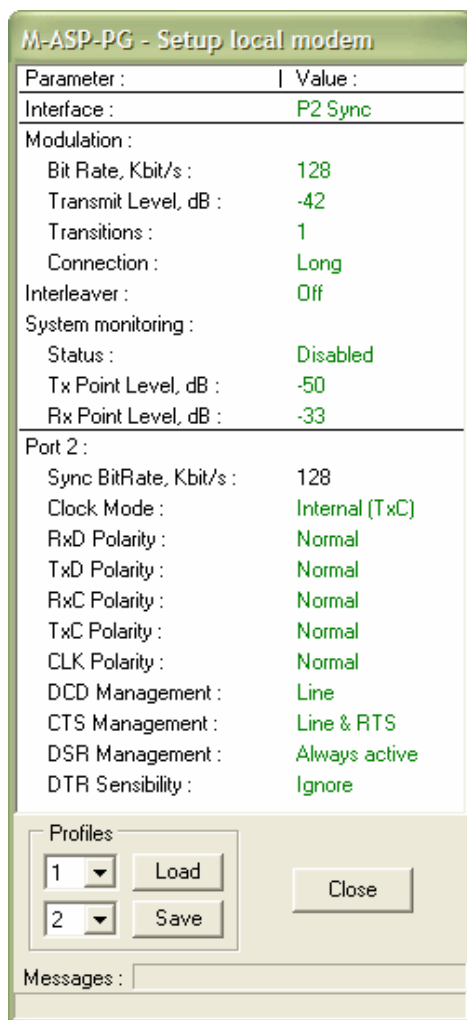 M-ASP-PG - Setup local modem
Parameter : | Value :
Interface : P2 Sync
Modulation :
Bit Rate, Kbit/s : 128
Transmit Level, dB : -42
Transitions : 1
Connection : Long
Interleaver : Off
System monitoring :
Status : Disabled
Tx Point Level, dB : -50
Rx Point Level, dB : -33
Port 2 :
Sync BitRate, Kbit/s : 128
Clock Mode : Internal (TxC)
RxD Polarity : Normal
TxD Polarity : Normal
RxC Polarity : Normal
TxC Polarity : Normal
CLK Polarity : Normal
DCD Management : Line
CTS Management : Line & RTS
DSR Management : Always active
DTR Sensibility : Ignore
Profiles
1 Load
Close
2 Save
Messages :